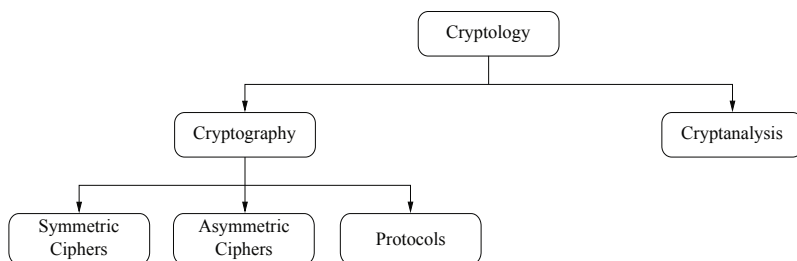 Cryptology
Cryptography
Cryptanalysis
Symmetric
Ciphers
Asymmetric
Ciphers
Protocols